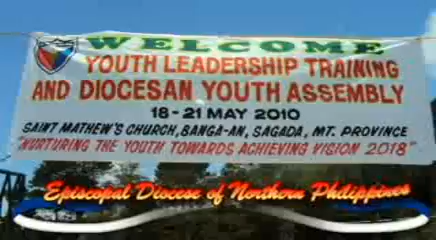 WELCOME
YOUTH LEADERSHIP TRAINING
AND DIOCESAN YOUTH ASSEMBLY
18-21 MAY 2010
SAINT MATHEW'S CHURCH, BANGA-AN, SAGADA, MT. PROVINCE
"NURTURING THE YOUTH TOWARDS ACHIEVING VISION 2018"
Episcopal Diocese of Northern Philippines